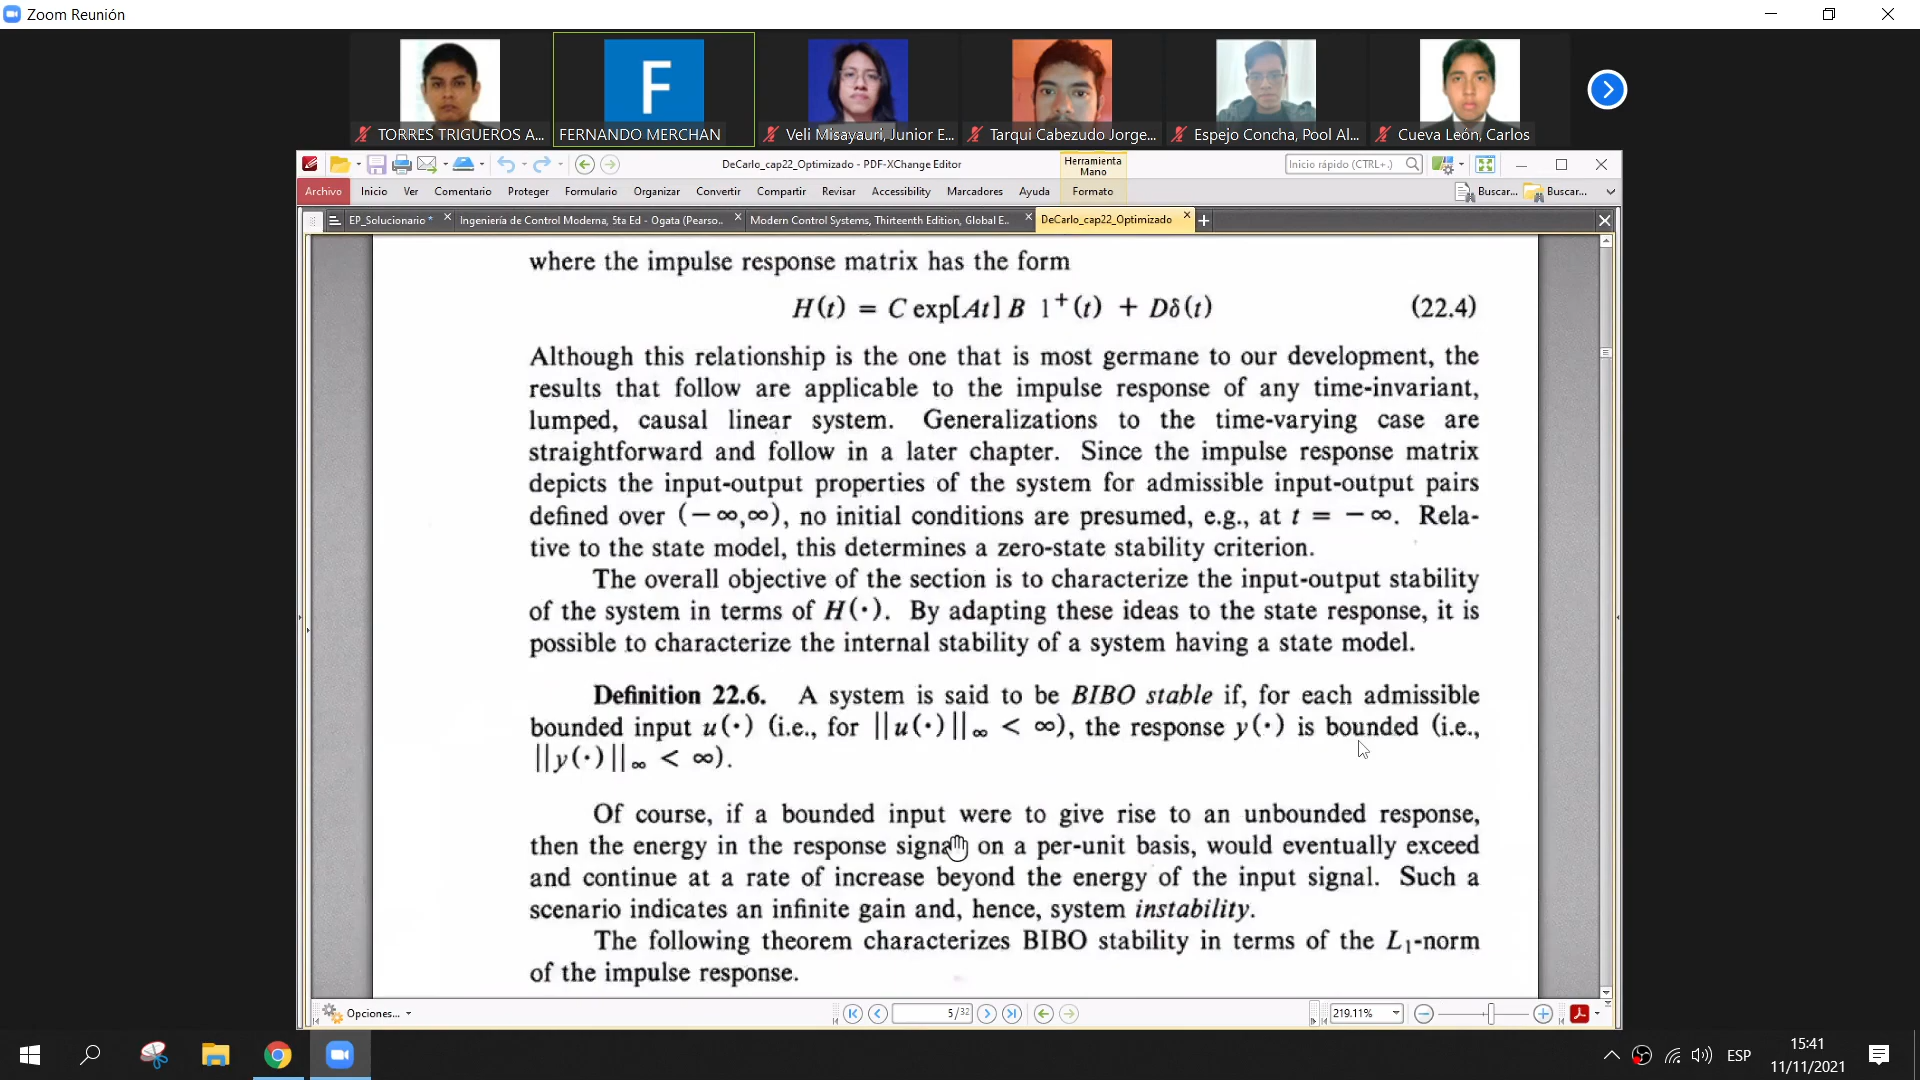 Zoom Reunión
F
TORRES TRIGUEROS A...
FERNANDO MERCHAN
Veli Misayauri, Junior E...
Tarqui Cabezudo Jorge...
Espejo Concha, Pool Al...
Cueva León, Carlos
DeCarlo_cap22_Optimizado - PDF-XChange Editor
Herramienta
Mano
Inicio rápido (CTRL+.)
Archivo
Inicio
Ver
Comentario
Proteger
Formulario
Organizar
Convertir
Compartir
Revisar
Accessibility
Marcadores
Ayuda
Formato
Buscar...
Buscar...
EP_Solucionario *
Ingeniería de Control Moderna, 5ta Ed - Ogata (Pearso..
Modern Control Systems, Thirteenth Edition, Global E..
DeCarlo_cap22_Optimizado
where the impulse response matrix has the form
H(t) = C exp[At] B 1⁺(t) + Dδ(t) (22.4)
Although this relationship is the one that is most germane to our development, the
results that follow are applicable to the impulse response of any time-invariant,
lumped, causal linear system. Generalizations to the time-varying case are
straightforward and follow in a later chapter. Since the impulse response matrix
depicts the input-output properties of the system for admissible input-output pairs
defined over (−∞,∞), no initial conditions are presumed, e.g., at t = −∞. Rela-
tive to the state model, this determines a zero-state stability criterion.
The overall objective of the section is to characterize the input-output stability
of the system in terms of H(·). By adapting these ideas to the state response, it is
possible to characterize the internal stability of a system having a state model.
Definition 22.6. A system is said to be BIBO stable if, for each admissible
bounded input u(·) (i.e., for ||u(·)||∞ < ∞), the response y(·) is bounded (i.e.,
||y(·)||∞ < ∞).
Of course, if a bounded input were to give rise to an unbounded response,
then the energy in the response signal on a per-unit basis, would eventually exceed
and continue at a rate of increase beyond the energy of the input signal. Such a
scenario indicates an infinite gain and, hence, system instability.
The following theorem characterizes BIBO stability in terms of the L₁-norm
of the impulse response.
Opciones...
5/32
219.11%
ESP
15:41
11/11/2021